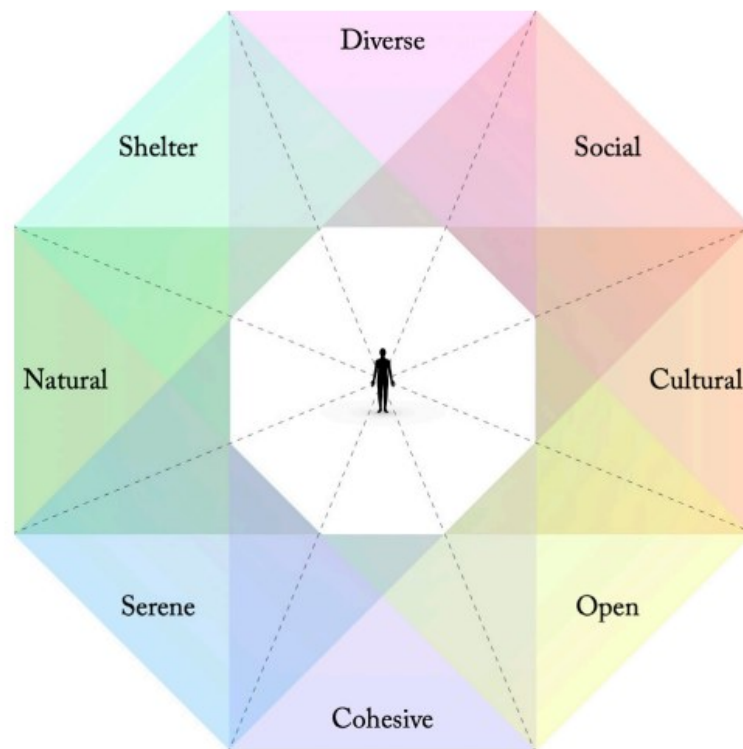 Diverse
Shelter
Social
Natural
Cultural
Serene
Open
Cohesive